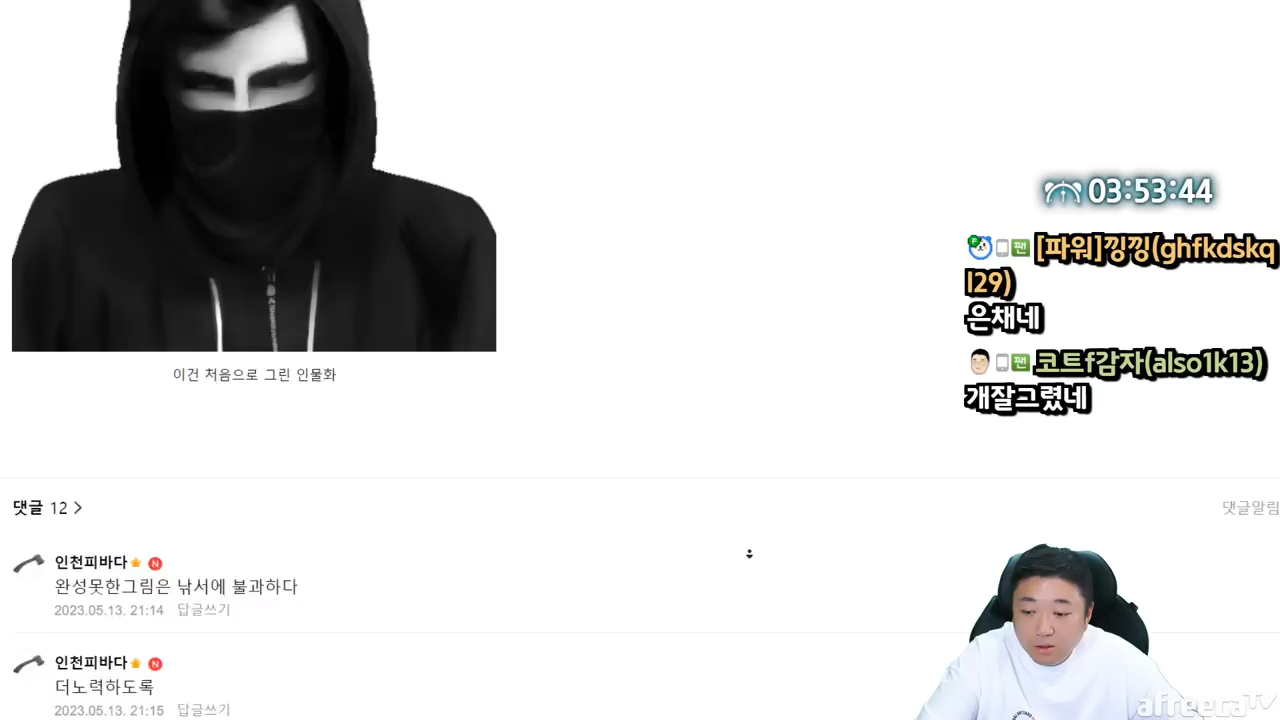 03:53:44
[파워]낑낑(ghfkdskq
l29)
은채네
코트f감자(also1k13)
개잘그렸네
이건 처음으로 그린 인물화
댓글 12
댓글알림
인천피바다
완성못한그림은 낚서에 불과하다
2023.05.13. 21:14 답글쓰기
인천피바다
더노력하도록
2023.05.13. 21:15 답글쓰기
afreecaTV